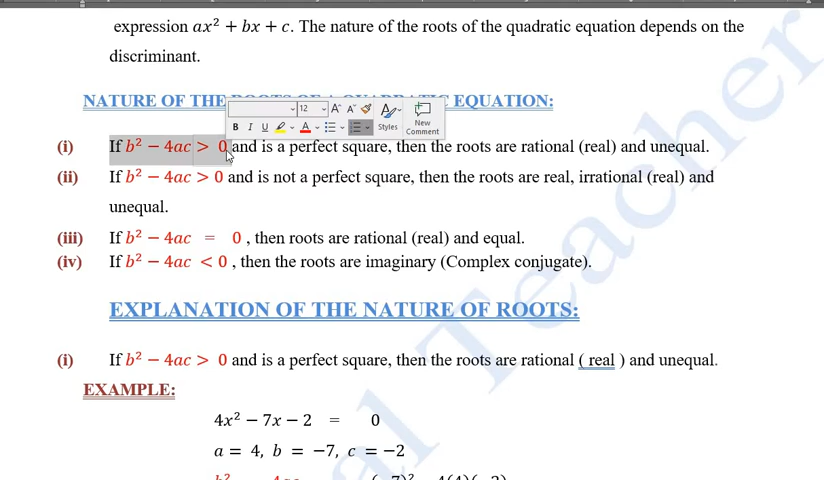 expression ax² + bx + c. The nature of the roots of the quadratic equation depends on the
discriminant.
NATURE OF THE EQUATION:
12
B I U A Styles New
Comment
(i) If b² − 4ac > 0 and is a perfect square, then the roots are rational (real) and unequal.
(ii) If b² − 4ac > 0 and is not a perfect square, then the roots are real, irrational (real) and
unequal.
(iii) If b² − 4ac = 0 , then roots are rational (real) and equal.
(iv) If b² − 4ac < 0 , then the roots are imaginary (Complex conjugate).
EXPLANATION OF THE NATURE OF ROOTS:
(i) If b² − 4ac > 0 and is a perfect square, then the roots are rational ( real ) and unequal.
EXAMPLE:
4x² − 7x − 2 = 0
a = 4, b = −7, c = −2
Teacher